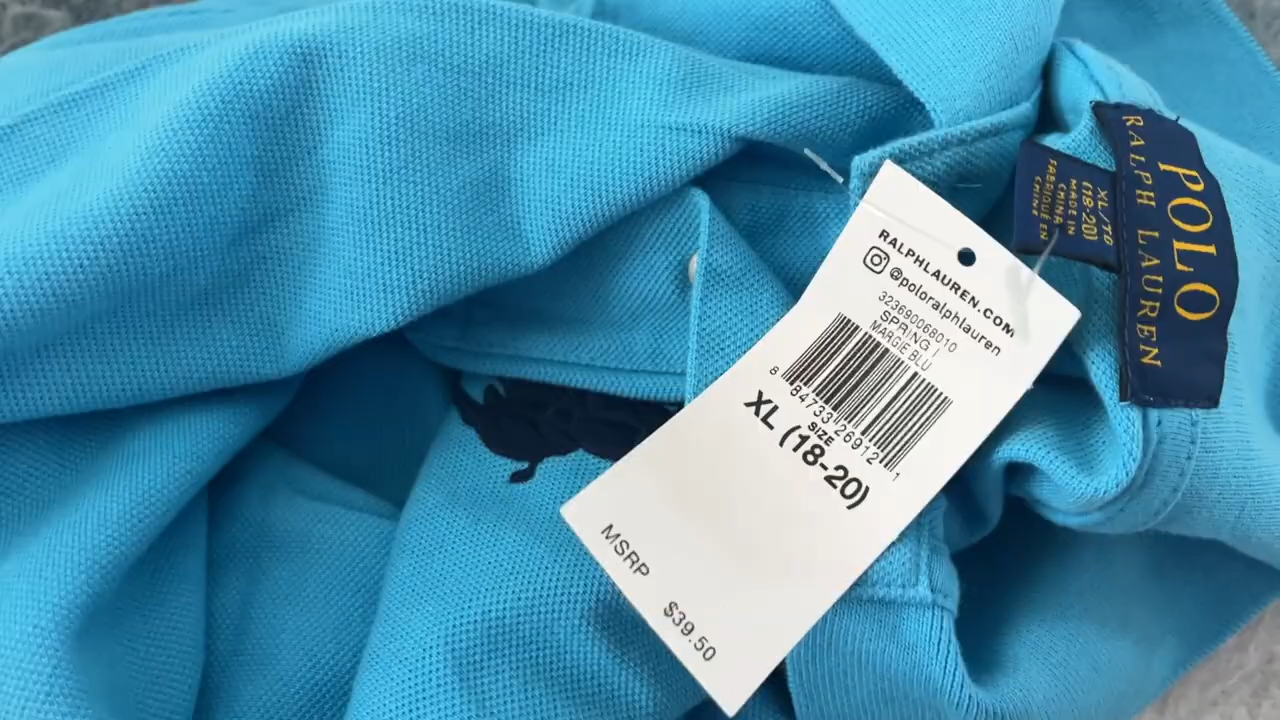 POLO
RALPH LAUREN
XL/TG
(18-20)
MADE IN
CHINA
FABRIQUÉ EN
CHINE
RALPHLAUREN.COM
@poloralphlauren
323690068010
SPRING I
MARGIE BLU
8 84733 26912 1
SIZE
XL (18-20)
MSRP
$39.50